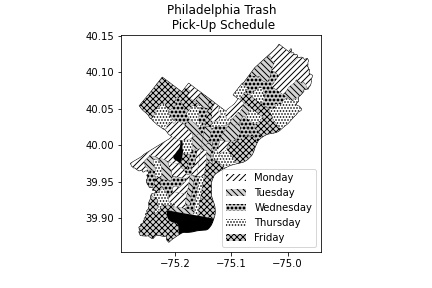 Philadelphia Trash
Pick-Up Schedule
40.15
40.10
40.05
40.00
39.95
39.90
−75.2
−75.1
−75.0
Monday
Tuesday
Wednesday
Thursday
Friday